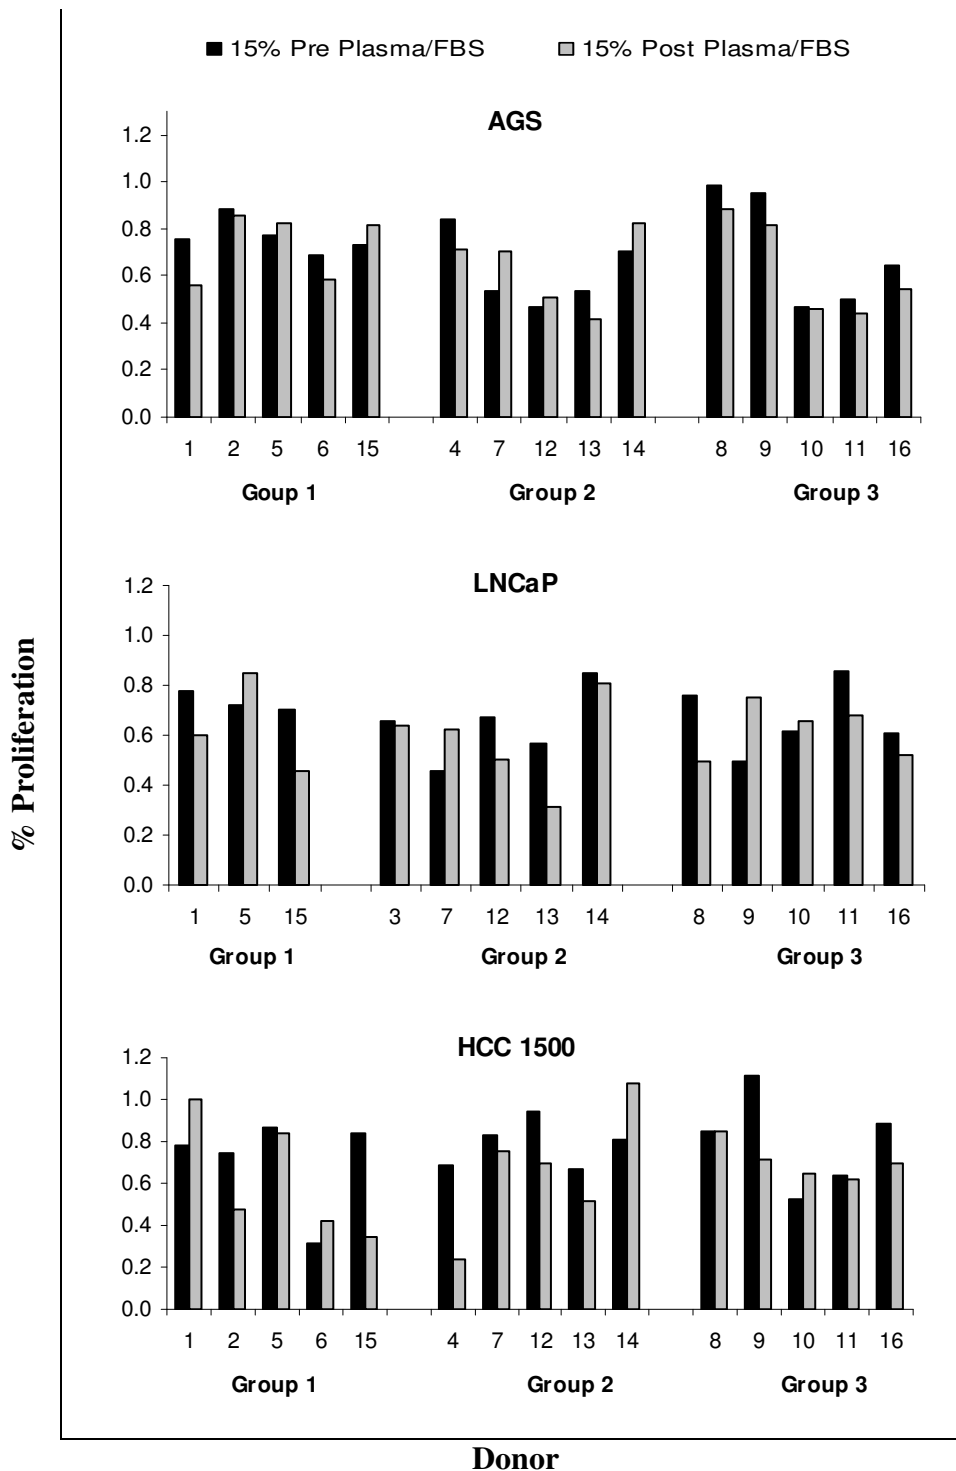 15% Pre Plasma/FBS 15% Post Plasma/FBS
AGS
1.2
1.0
0.8
0.6
0.4
0.2
0.0
1 2 5 6 15 4 7 12 13 14 8 9 10 11 16
Goup 1 Group 2 Group 3
LNCaP
1.2
1.0
0.8
0.6
0.4
0.2
0.0
1 5 15 3 7 12 13 14 8 9 10 11 16
Group 1 Group 2 Group 3
HCC 1500
1.2
1.0
0.8
0.6
0.4
0.2
0.0
1 2 5 6 15 4 7 12 13 14 8 9 10 11 16
Group 1 Group 2 Group 3
% Proliferation
Donor